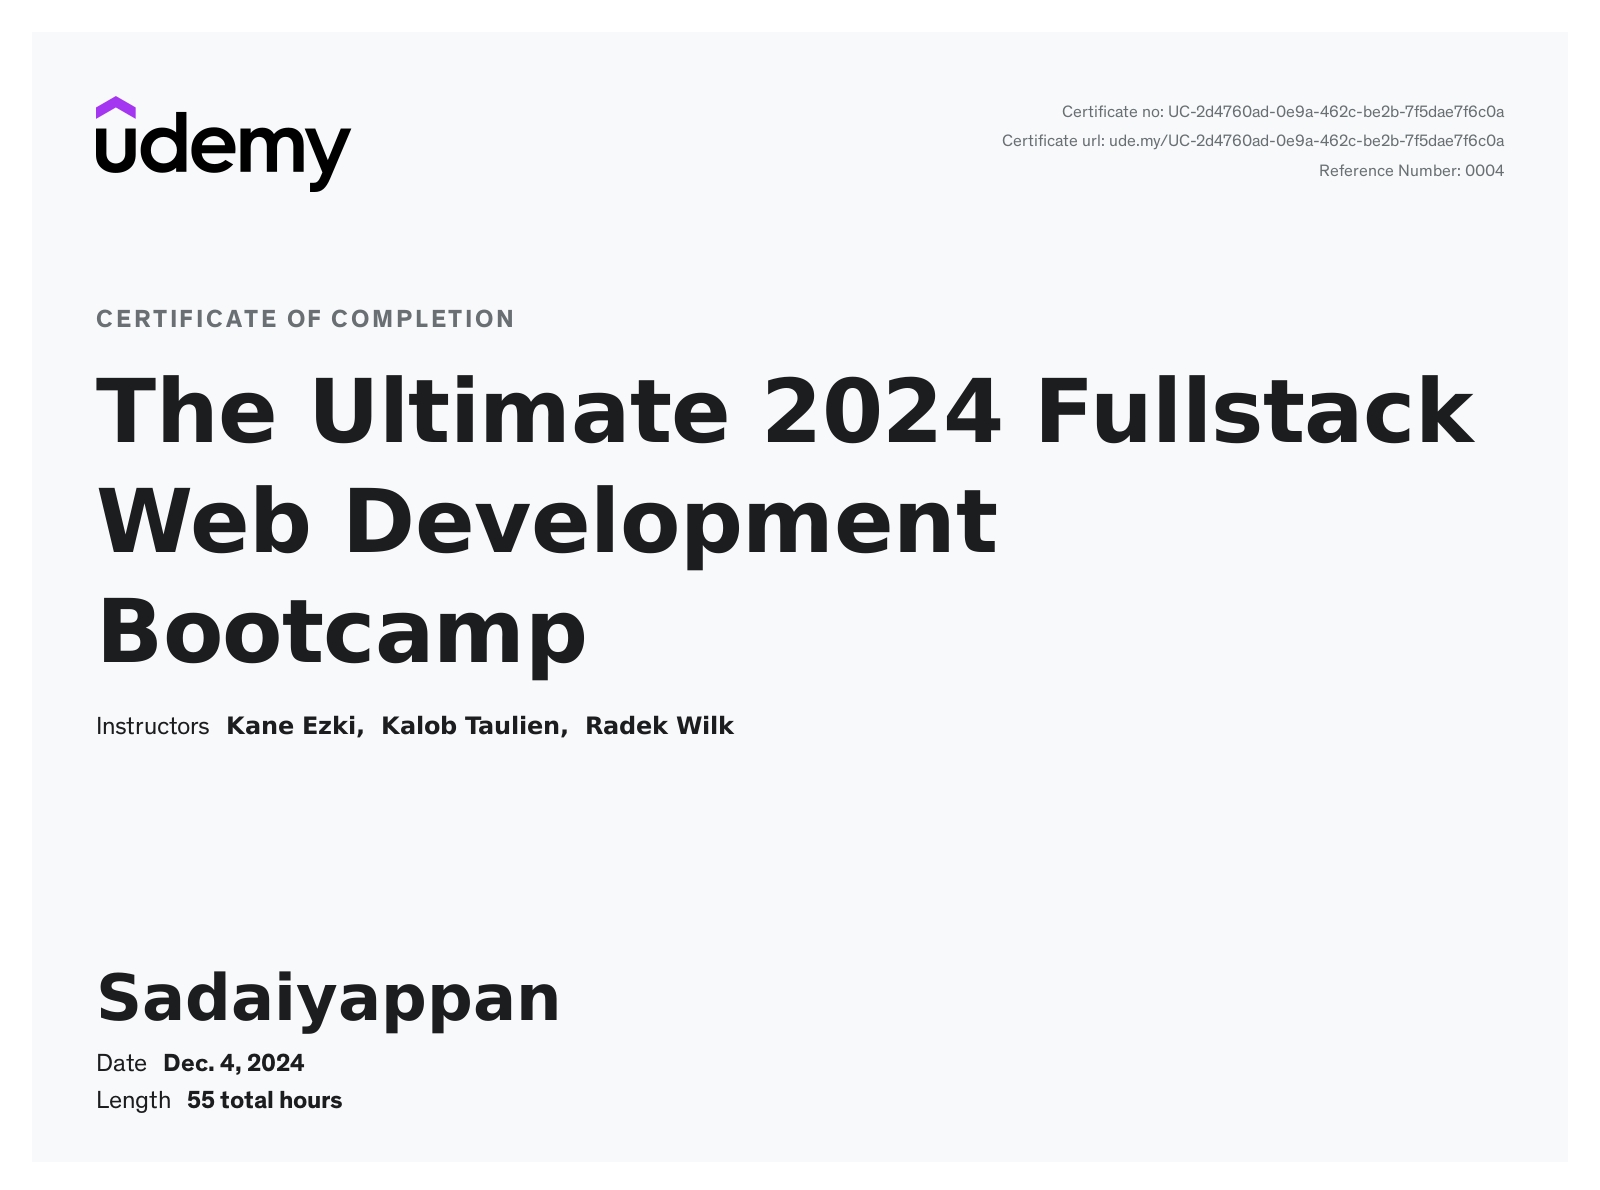 udemy
Certificate no: UC-2d4760ad-0e9a-462c-be2b-7f5dae7f6c0a
Certificate url: ude.my/UC-2d4760ad-0e9a-462c-be2b-7f5dae7f6c0a
Reference Number: 0004
CERTIFICATE OF COMPLETION
The Ultimate 2024 Fullstack
Web Development
Bootcamp
Instructors Kane Ezki, Kalob Taulien, Radek Wilk
Sadaiyappan
Date Dec. 4, 2024
Length 55 total hours